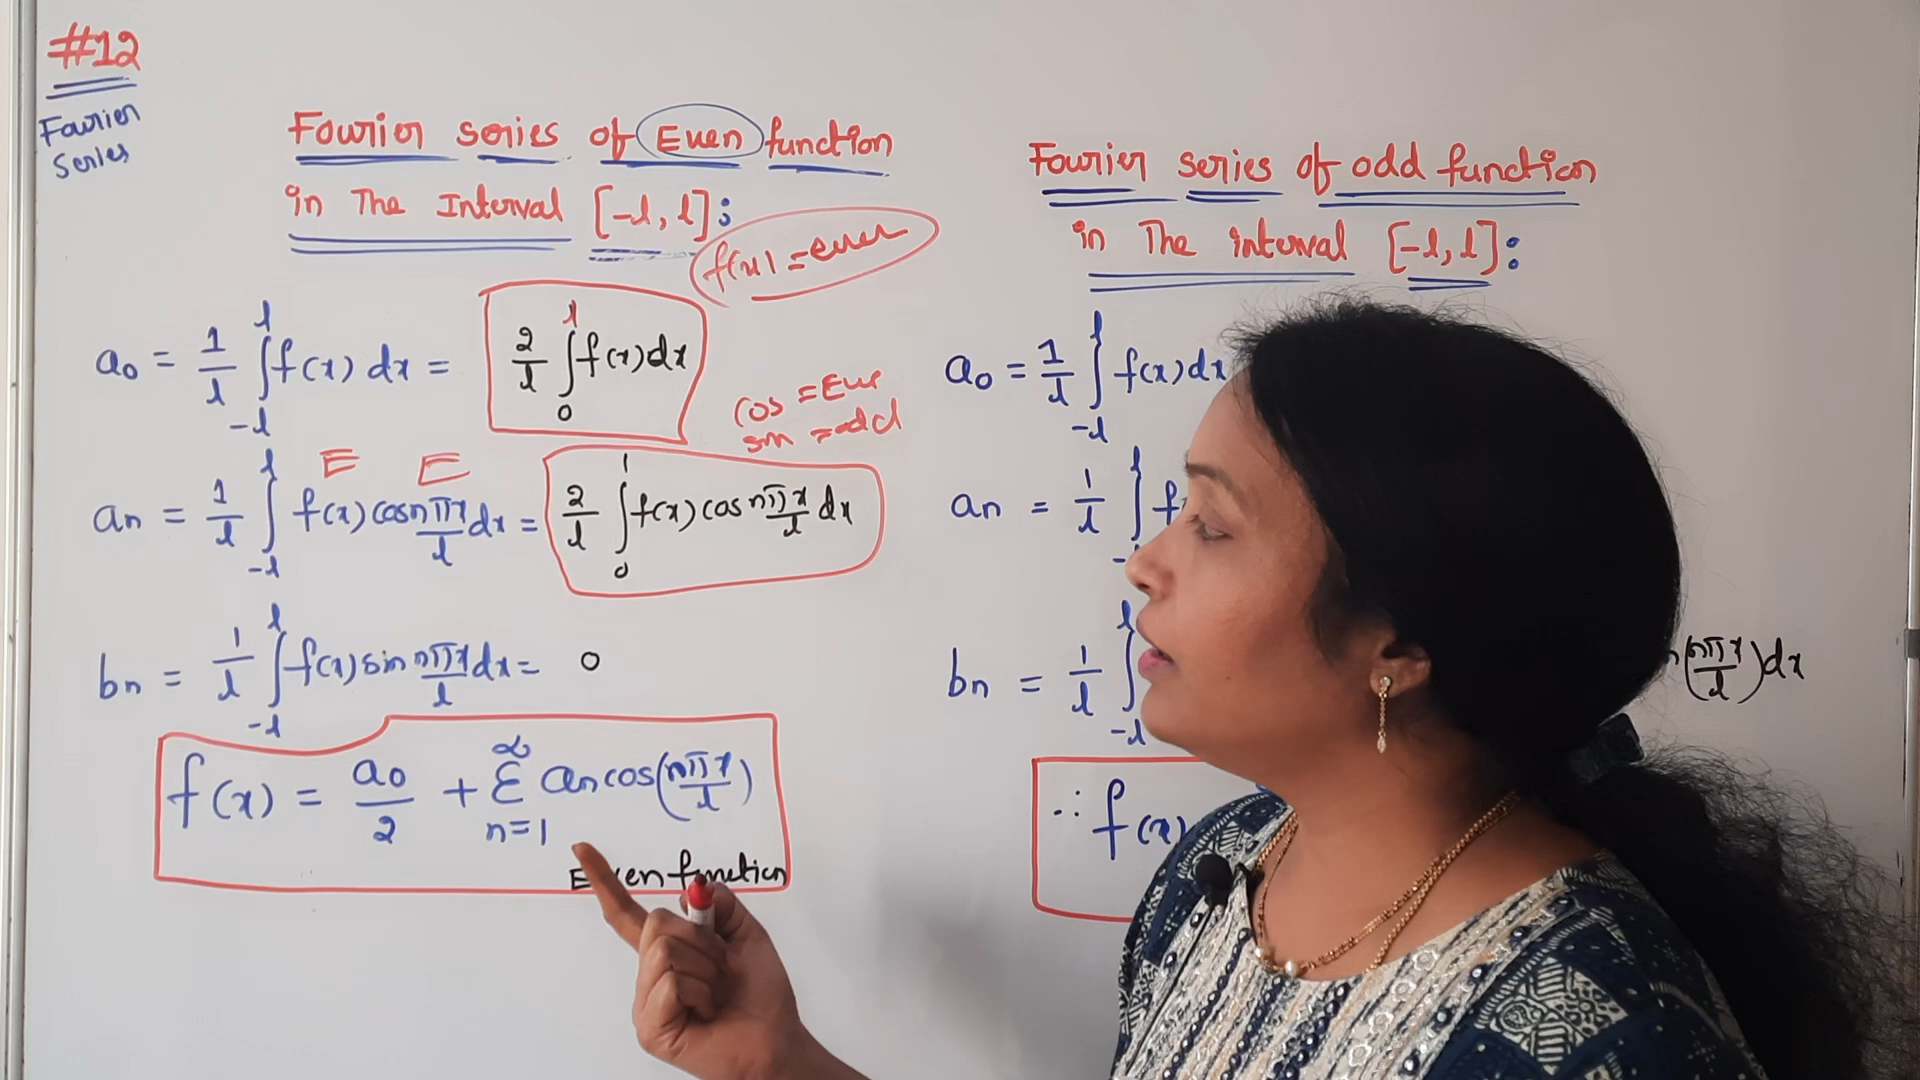 #12
Fourier
Series
Fourier series of Even function
in The Interval [-l, l]:
f(x) = even
a₀ = 1/l ∫_{-l}^{l} f(x) dx = 2/l ∫_{0}^{l} f(x) dx
cos = Eve
sin = odd
E E
aₙ = 1/l ∫_{-l}^{l} f(x) cos nπx/l dx = 2/l ∫_{0}^{l} f(x) cos nπx/l dx
bₙ = 1/l ∫_{-l}^{l} f(x) sin nπx/l dx = 0
f(x) = a₀/2 + Σ_{n=1}^{∞} aₙ cos(nπx/l)
Even function
Fourier series of odd function
in The interval [-l, l]:
a₀ = 1/l ∫_{-l}^{l} f(x) dx
aₙ = 1/l ∫_{-l}^{l} f
bₙ = 1/l ∫_{-l}^{l} (nπx/l) dx
∴ f(x)